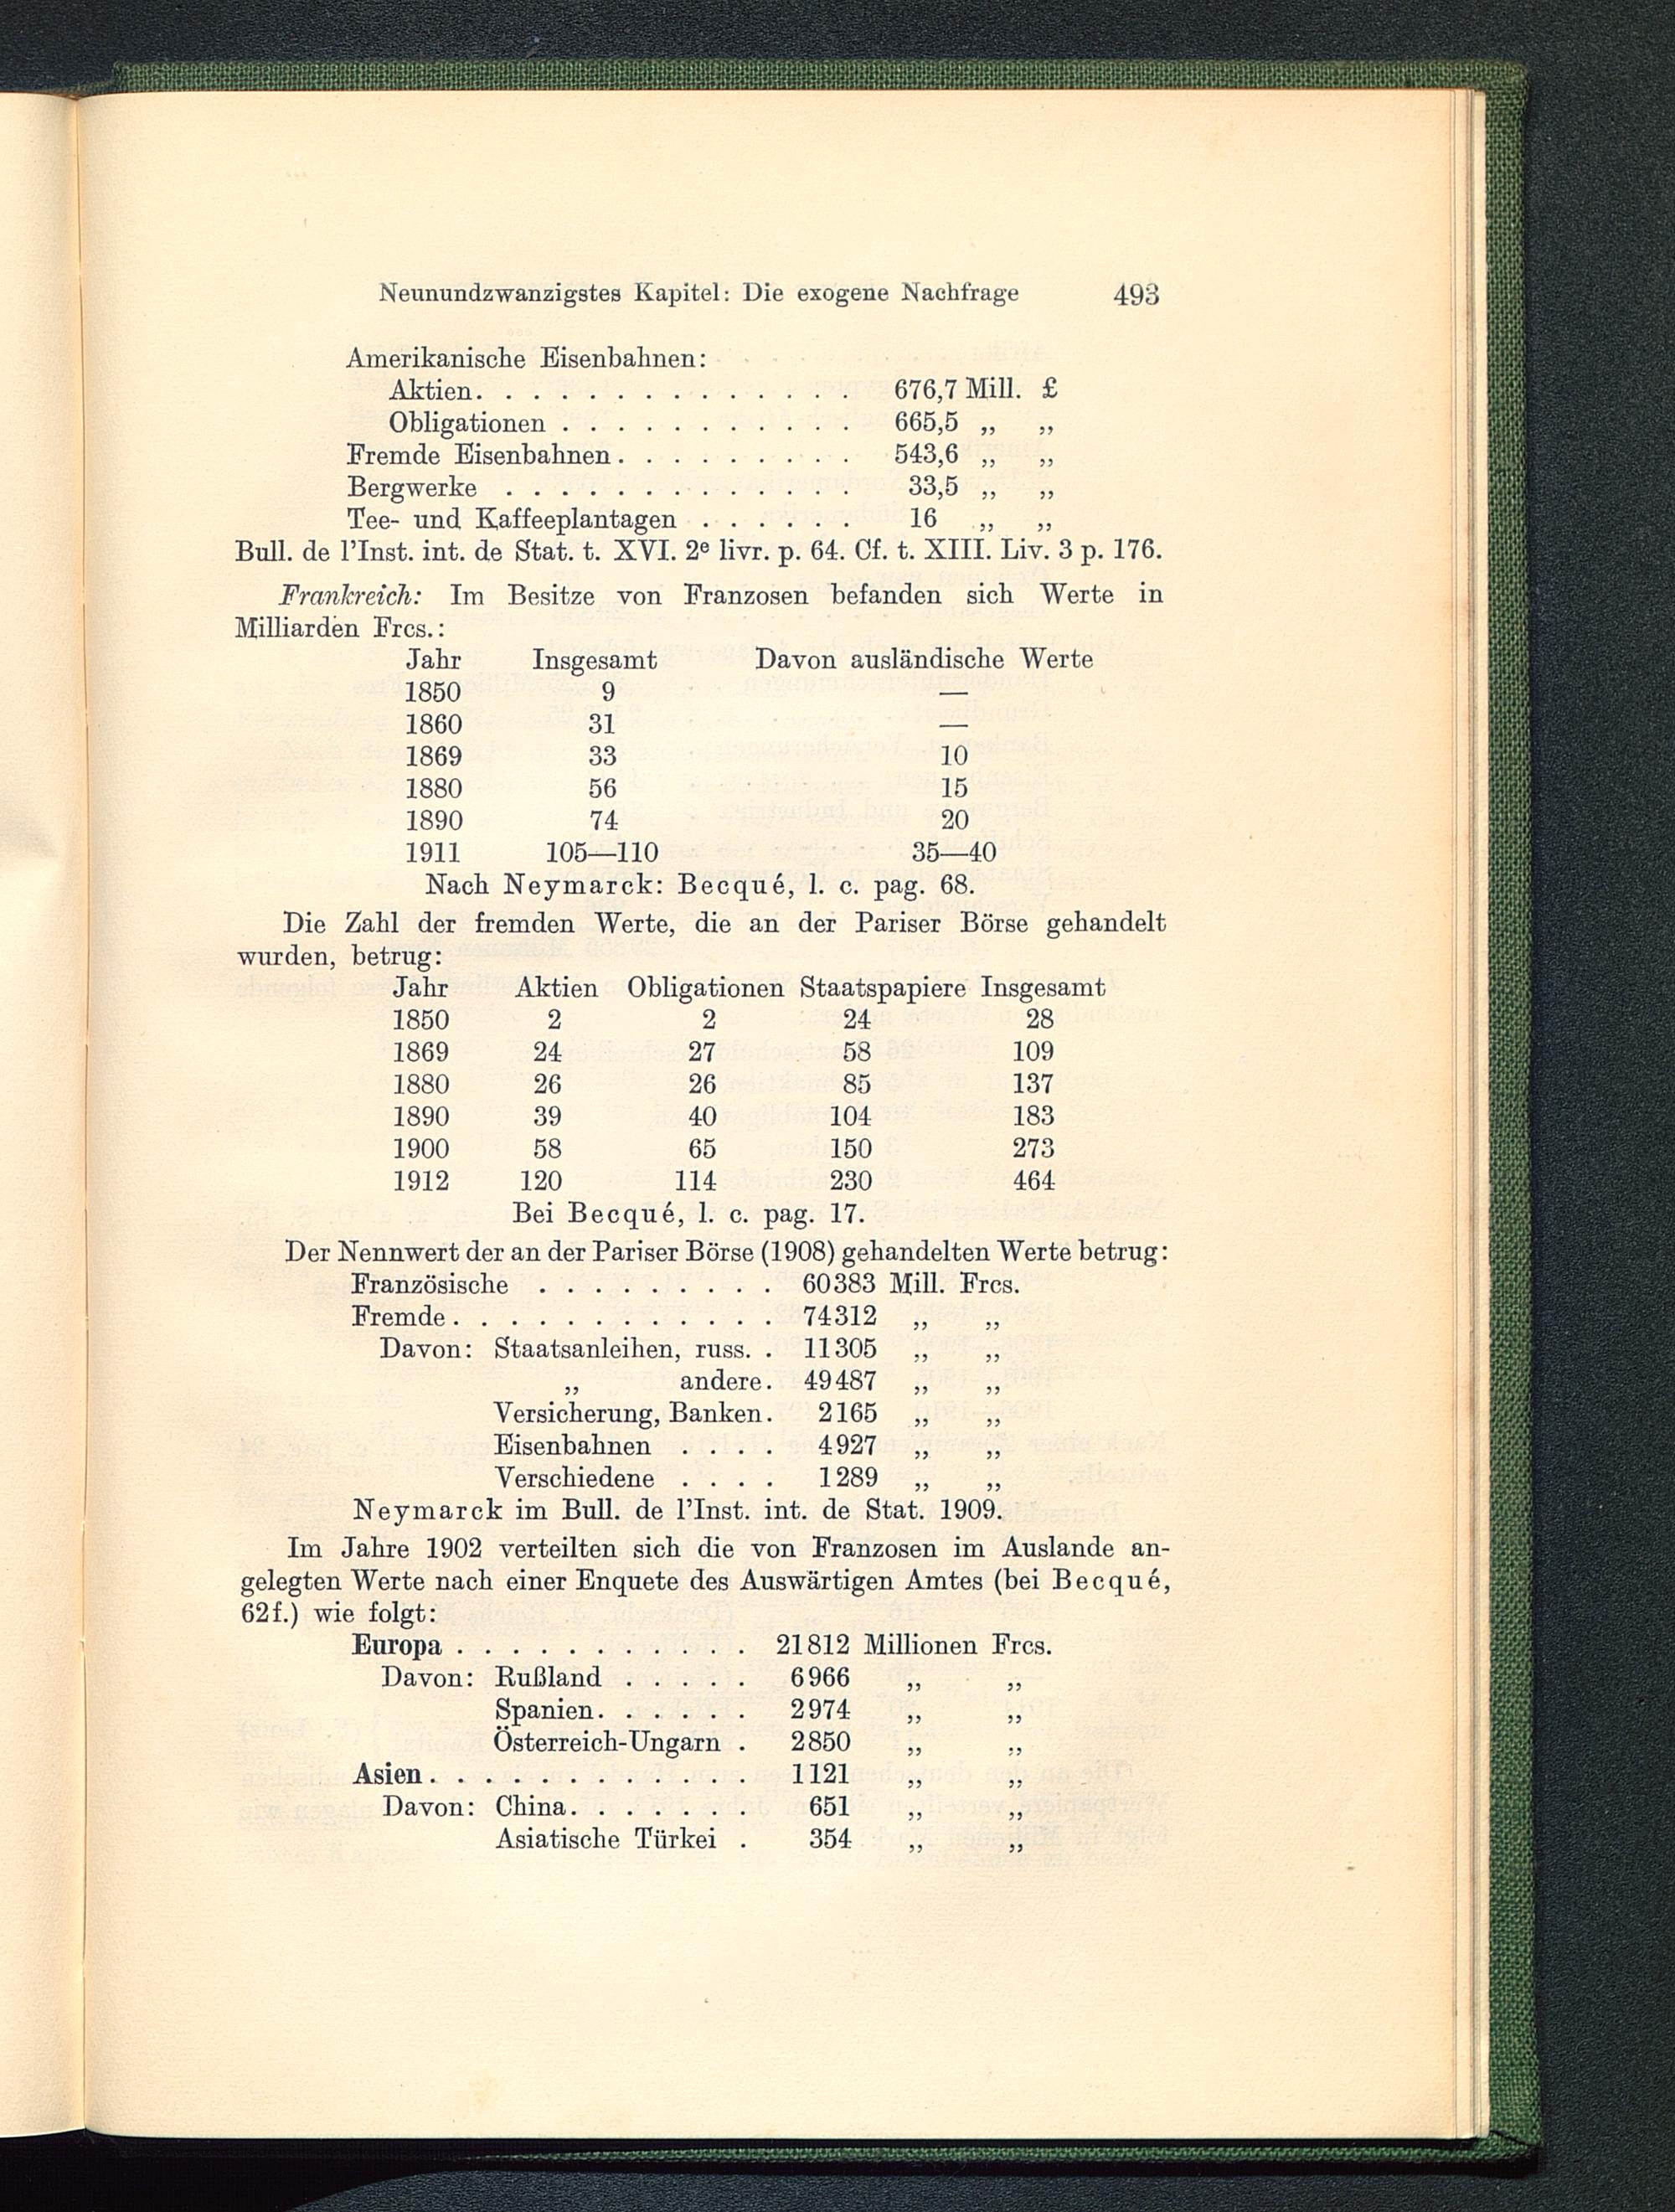 Neunundzwanzigstes Kapitel: Die exogene Nachfrage 493
Amerikanische Eisenbahnen:
Aktien. . . . . . . . . . . . . . 676,7 Mill. £
Obligationen . . . . . . . . . . . 665,5 „ „
Fremde Eisenbahnen. . . . . . . . . 543,6 „ „
Bergwerke . . . . . . . . . . . . . 33,5 „ „
Tee- und Kaffeeplantagen . . . . . . 16 „ „
Bull. de l'Inst. int. de Stat. t. XVI. 2e livr. p. 64. Cf. t. XIII. Liv. 3 p. 176.
Frankreich: Im Besitze von Franzosen befanden sich Werte in
Milliarden Frcs.:
Jahr Insgesamt Davon ausländische Werte
1850 9 —
1860 31 —
1869 33 10
1880 56 15
1890 74 20
1911 105—110 35—40
Nach Neymarck: Becqué, l. c. pag. 68.
Die Zahl der fremden Werte, die an der Pariser Börse gehandelt
wurden, betrug:
Jahr Aktien Obligationen Staatspapiere Insgesamt
1850 2 2 24 28
1869 24 27 58 109
1880 26 26 85 137
1890 39 40 104 183
1900 58 65 150 273
1912 120 114 230 464
Bei Becqué, l. c. pag. 17.
Der Nennwert der an der Pariser Börse (1908) gehandelten Werte betrug:
Französische . . . . . . . . . 60383 Mill. Frcs.
Fremde. . . . . . . . . . . . 74312 „ „
Davon: Staatsanleihen, russ. . 11305 „ „
„ andere. 49487 „ „
Versicherung, Banken. 2165 „ „
Eisenbahnen . . . . 4927 „ „
Verschiedene . . . . 1289 „ „
Neymarck im Bull. de l'Inst. int. de Stat. 1909.
Im Jahre 1902 verteilten sich die von Franzosen im Auslande an-
gelegten Werte nach einer Enquete des Auswärtigen Amtes (bei Becqué,
62f.) wie folgt:
Europa . . . . . . . . . . . 21812 Millionen Frcs.
Davon: Rußland . . . . . 6966 „ „
Spanien. . . . . . 2974 „ „
Österreich-Ungarn . 2850 „ „
Asien. . . . . . . . . . . . 1121 „ „
Davon: China. . . . . . . 651 „ „
Asiatische Türkei . 354 „ „